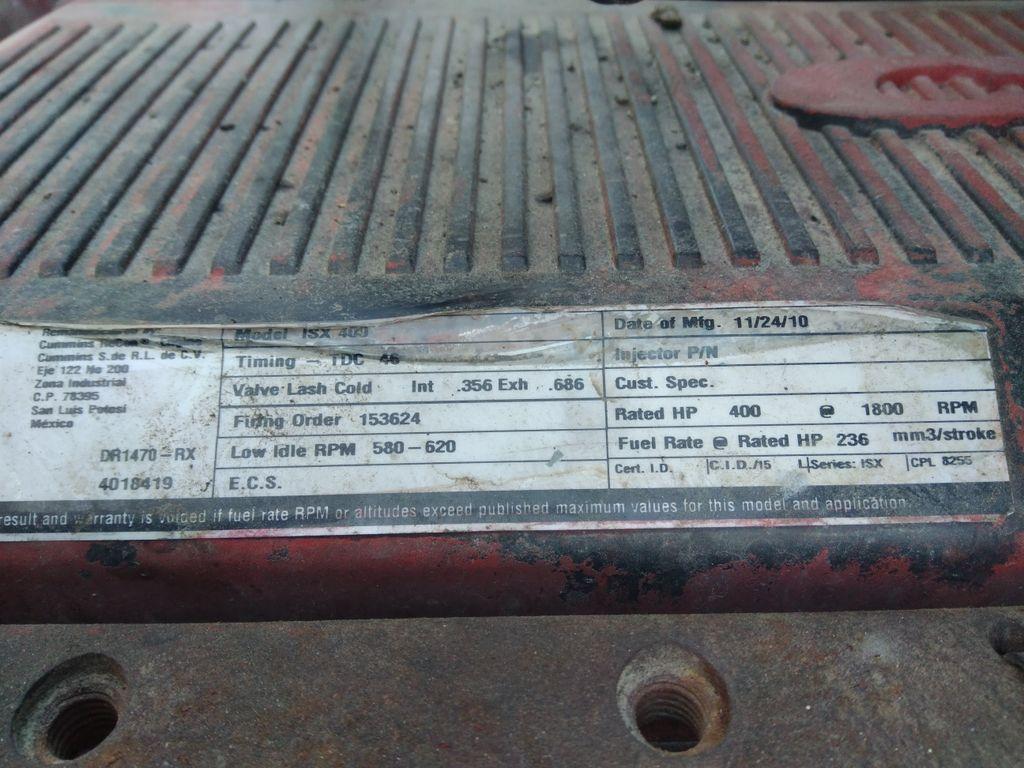 Cummins S.de R.L. de C.V.
Eje 122 No 200
Zona Industrial
C.P. 78395
San Luis Potosi
México
DR1470-RX
4018419
Model ISX 400
Timing - TDC 46
Valve Lash Cold Int .356 Exh .686
Firing Order 153624
Low Idle RPM 580-620
E.C.S.
Date of Mfg. 11/24/10
Injector P/N
Cust. Spec.
Rated HP 400 @ 1800 RPM
Fuel Rate @ Rated HP 236 mm3/stroke
Cert. I.D. C.I.D./15 L Series: ISX CPL 8255
result and warranty is voided if fuel rate RPM or altitudes exceed published maximum values for this model and application.